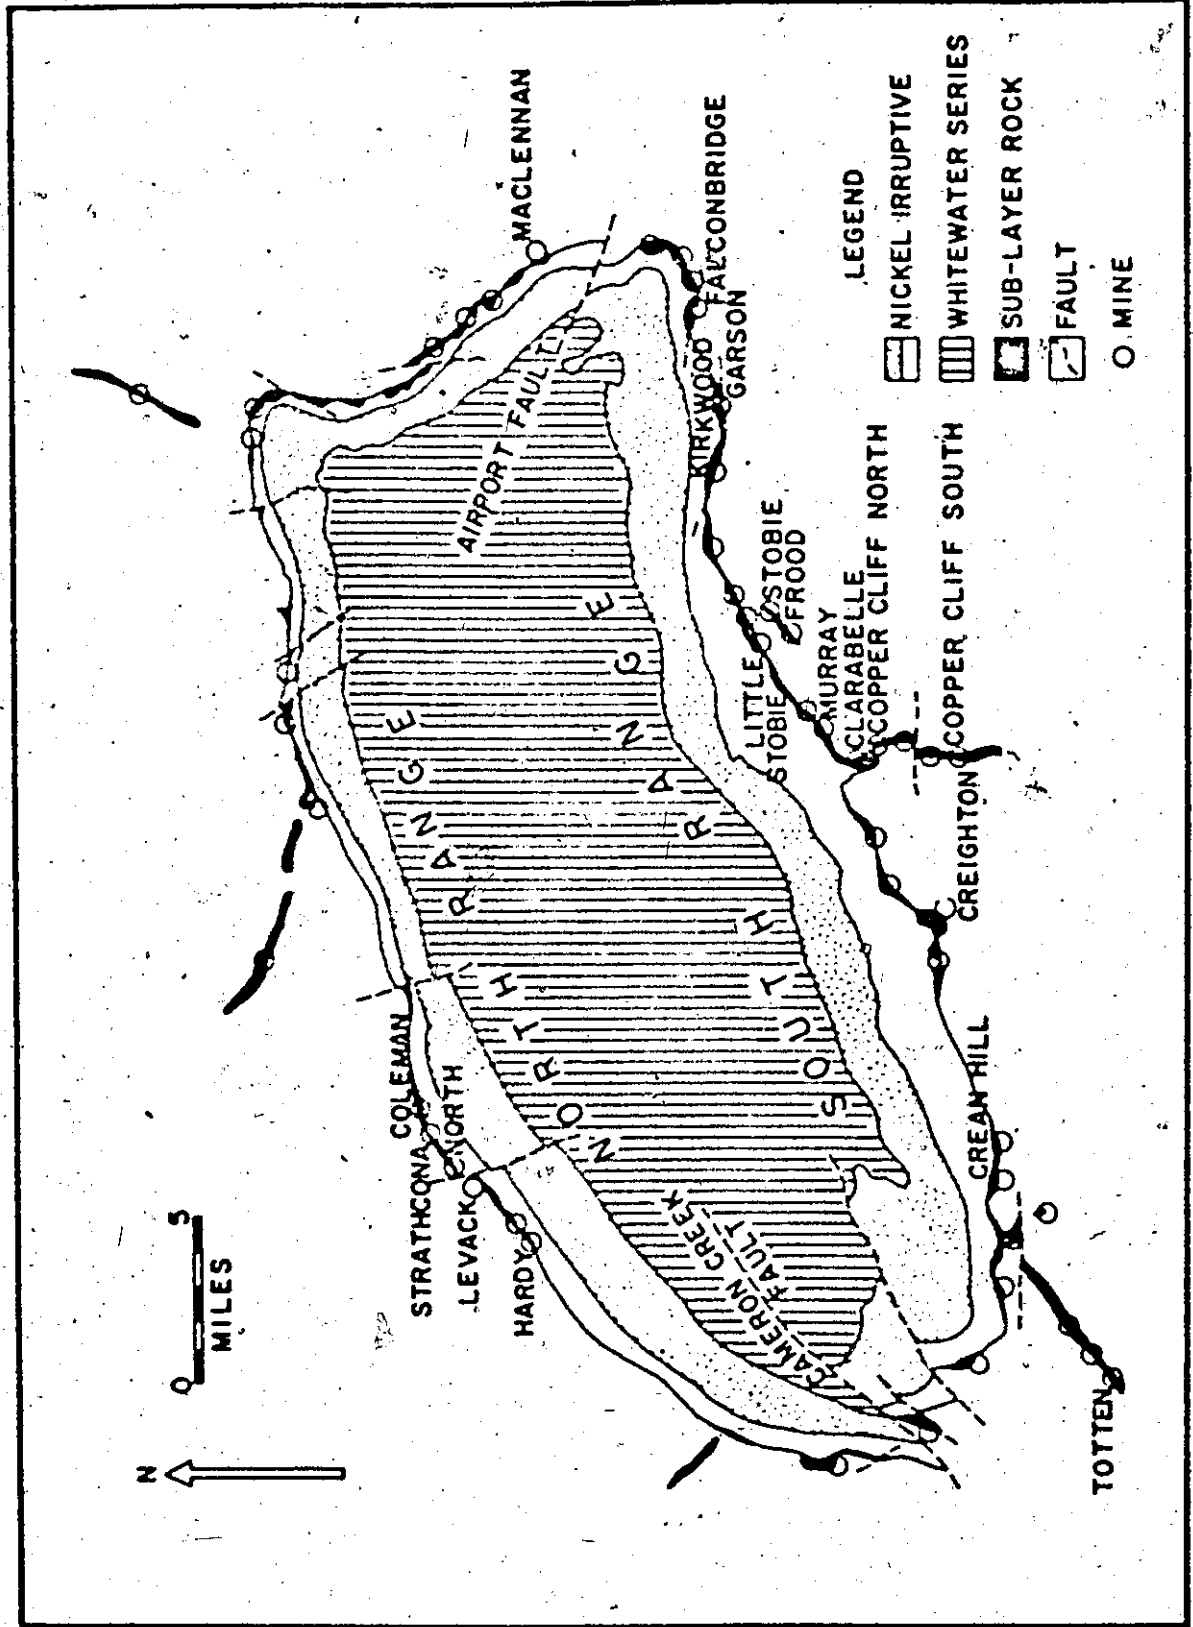 N
0 5
MILES
STRATHCONA
COLEMAN
LEVACK
NORTH
HARDY
MACLENNAN
NORTH RANGE
AIRPORT FAULT
SOUTH RANGE
CAMERON CREEK
FAULT
KIRKWOOD
FALCONBRIDGE
GARSON
LITTLE
STOBIE
STOBIE
FROOD
MURRAY
CLARABELLE
COPPER CLIFF NORTH
COPPER CLIFF SOUTH
CREIGHTON
CREAN HILL
TOTTEN
LEGEND
NICKEL IRRUPTIVE
WHITEWATER SERIES
SUB-LAYER ROCK
FAULT
MINE